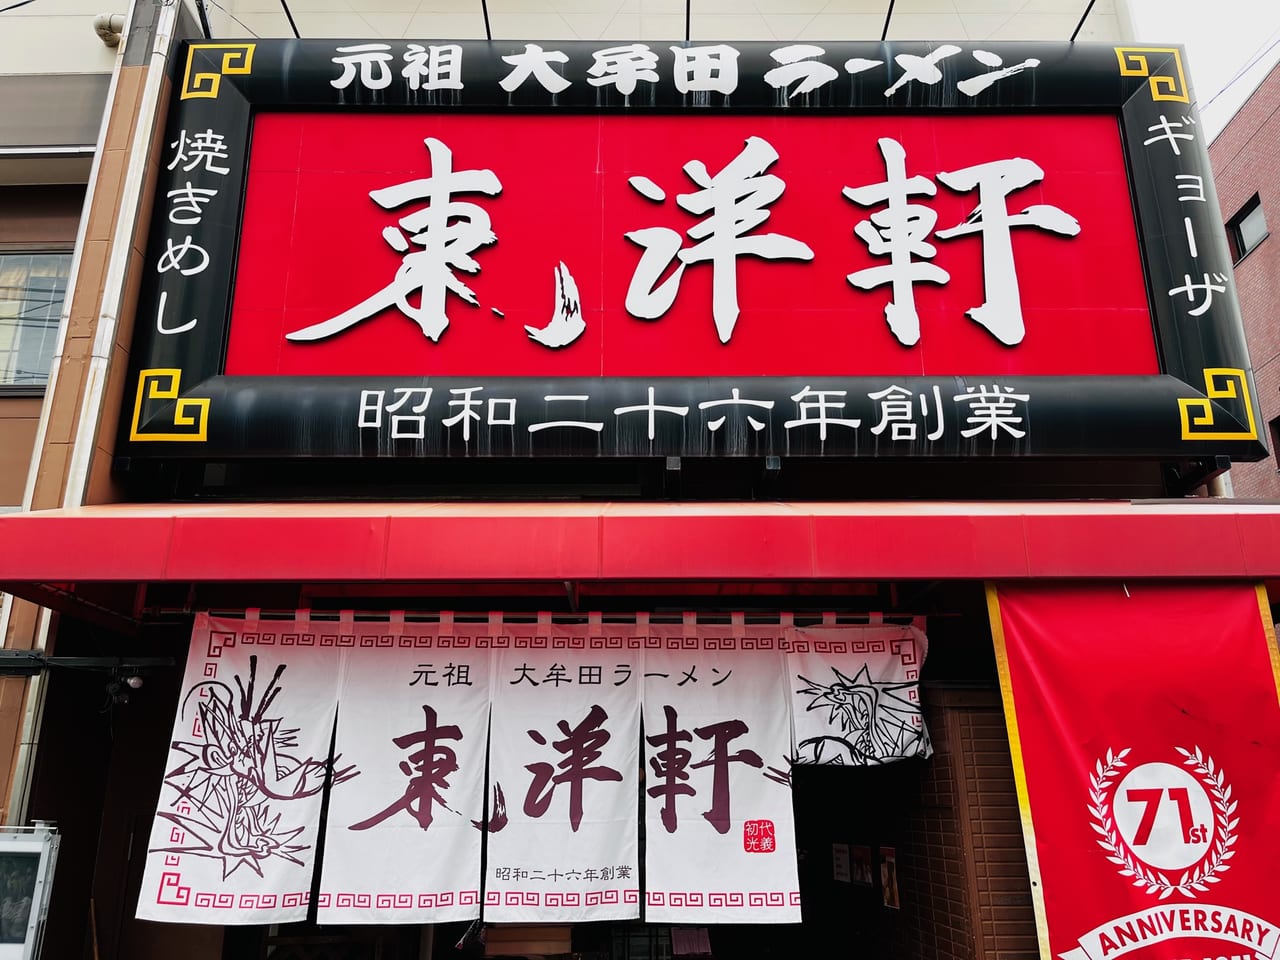 元祖 大牟田ラーメン
焼きめし
東洋軒
ギョーザ
昭和二十六年創業
元祖 大牟田ラーメン
東洋軒
初代
光義
昭和二十六年創業
71st
ANNIVERSARY